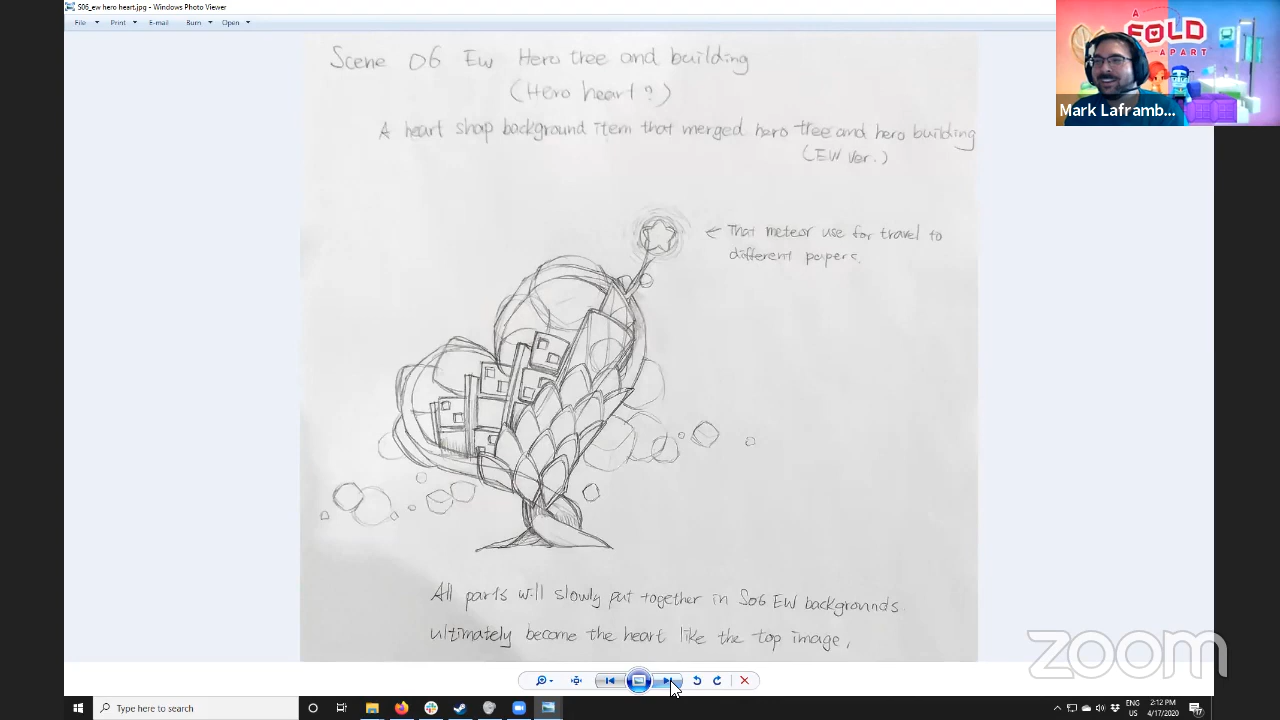 S06_ew hero heart.jpg - Windows Photo Viewer
File Print E-mail Burn Open
A
FOLD
APART
Mark Laframb...
Scene 06 EW Hero tree and building
(Hero heart?)
A heart shap background item that merged hero tree and hero building
(EW Ver.)
← That meteor use for travel to
different papers.
All parts will slowly put together in S06 EW backgrounds
ultimately become the heart like the top image,
zoom
Type here to search
ENG
US
2:12 PM
4/17/2020
17